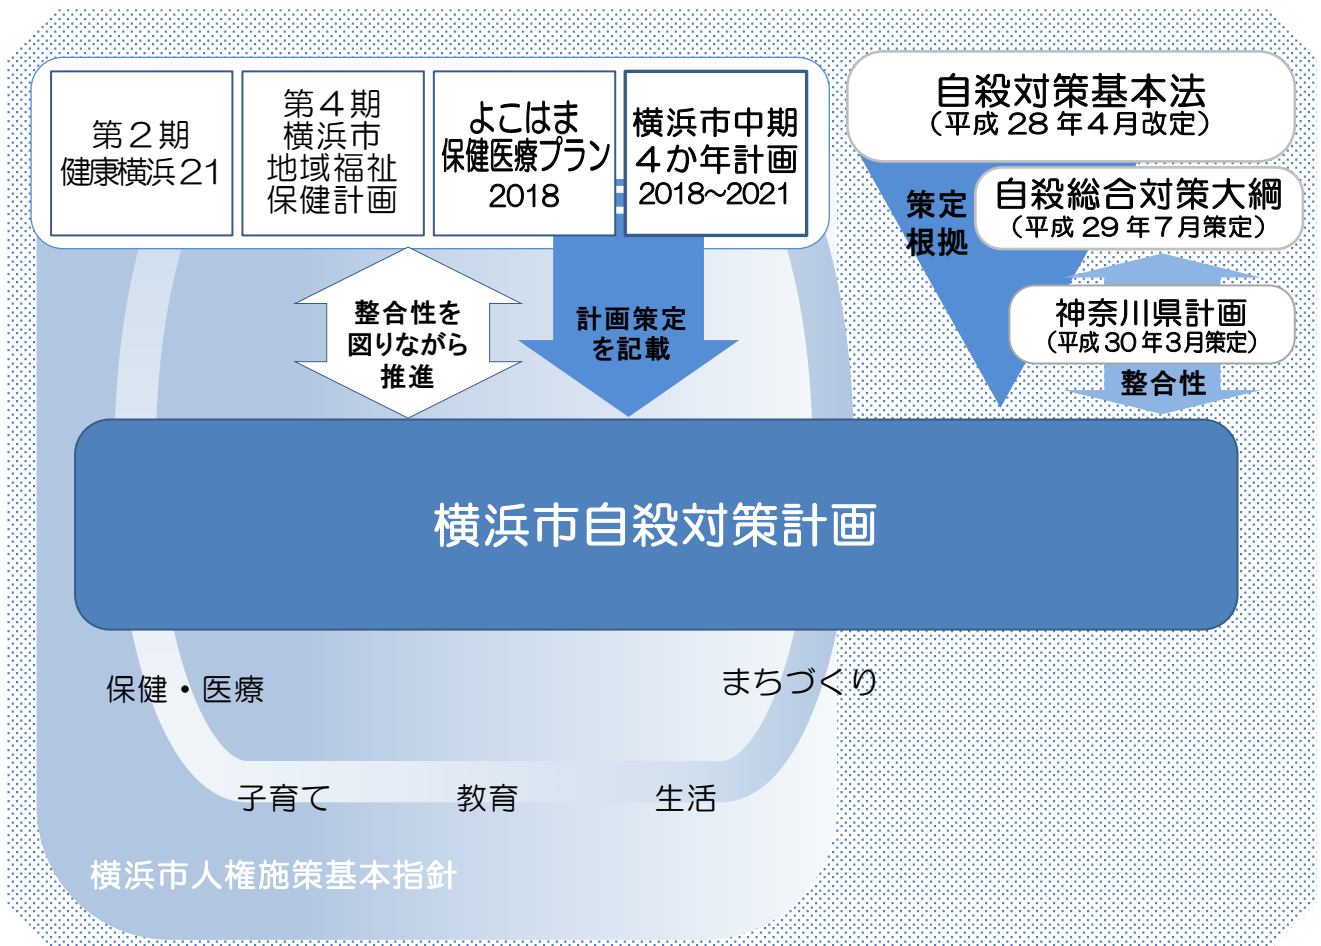 第２期
健康横浜21
第４期
横浜市
地域福祉
保健計画
よこはま
保健医療プラン
2018
横浜市中期
４か年計画
2018～2021
自殺対策基本法
（平成 28 年４月改定）
策定
根拠
自殺総合対策大綱
（平成 29 年７月策定）
神奈川県計画
（平成 30 年３月策定）
整合性
整合性を
図りながら
推進
計画策定
を記載
横浜市自殺対策計画
保健・医療
まちづくり
子育て
教育
生活
横浜市人権施策基本指針